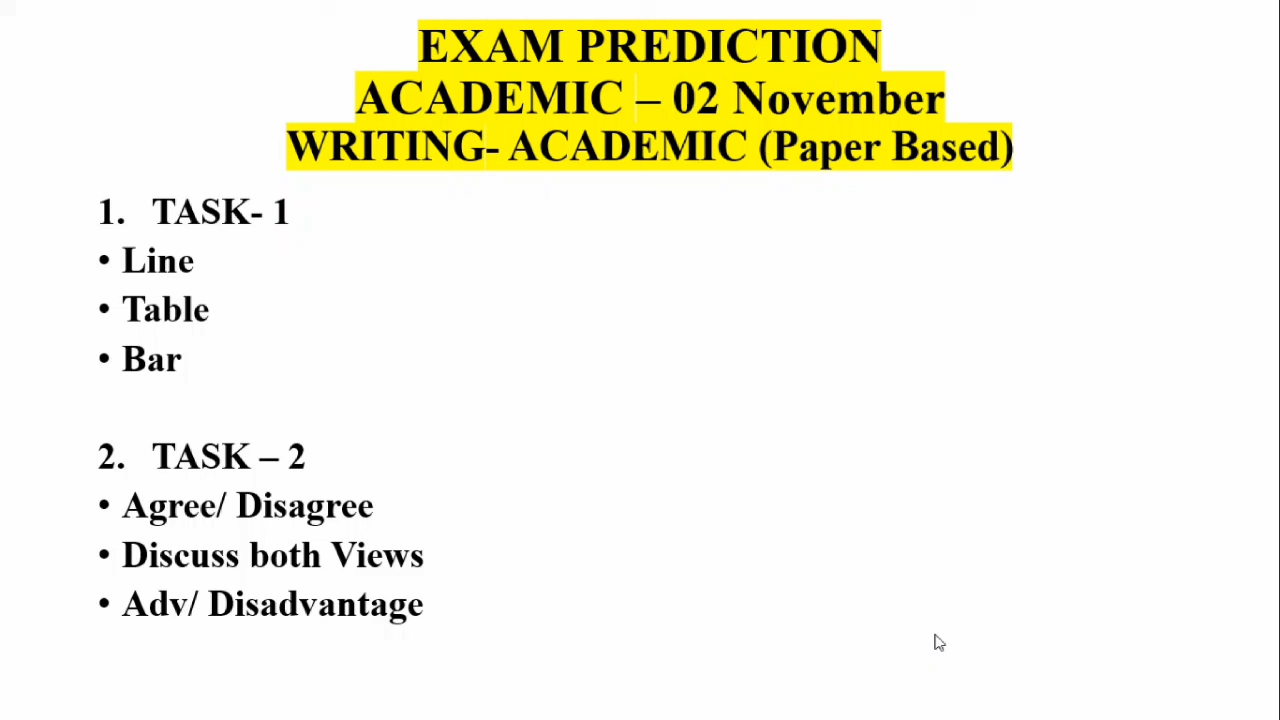 EXAM PREDICTION
ACADEMIC – 02 November
WRITING- ACADEMIC (Paper Based)
1. TASK- 1
• Line
• Table
• Bar
2. TASK – 2
• Agree/ Disagree
• Discuss both Views
• Adv/ Disadvantage